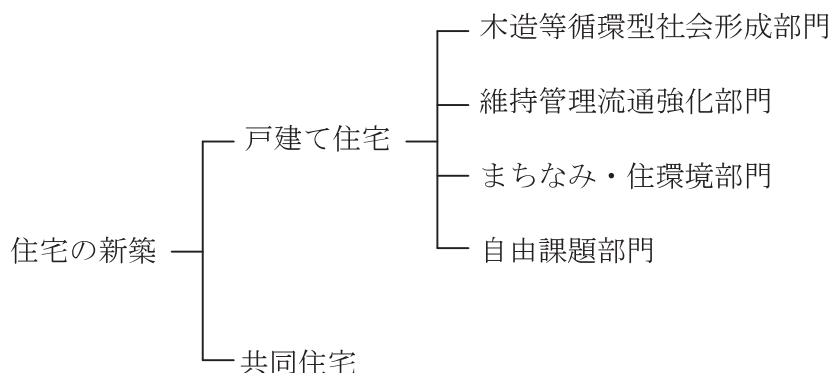 木造等循環型社会形成部門
維持管理流通強化部門
戸建て住宅
まちなみ・住環境部門
住宅の新築
自由課題部門
共同住宅